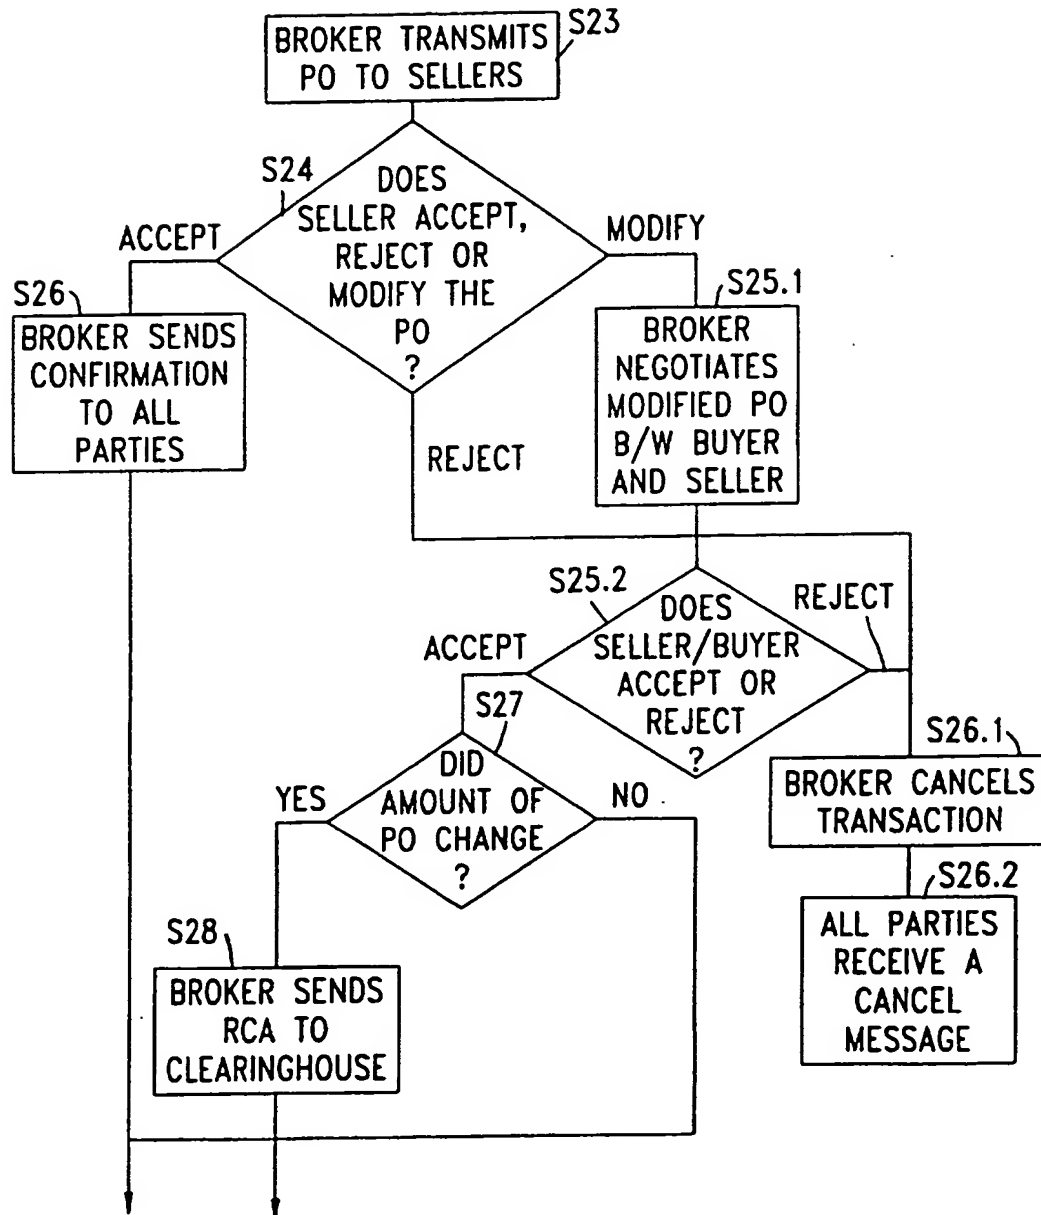 S23
BROKER TRANSMITS
PO TO SELLERS
S24
DOES
SELLER ACCEPT,
REJECT OR
MODIFY THE
PO
?
ACCEPT
MODIFY
REJECT
S26
BROKER SENDS
CONFIRMATION
TO ALL
PARTIES
S25.1
BROKER
NEGOTIATES
MODIFIED PO
B/W BUYER
AND SELLER
S25.2
DOES
SELLER/BUYER
ACCEPT OR
REJECT
?
ACCEPT
REJECT
S27
DID
AMOUNT OF
PO CHANGE
?
YES
NO
S26.1
BROKER CANCELS
TRANSACTION
S26.2
ALL PARTIES
RECEIVE A
CANCEL
MESSAGE
S28
BROKER SENDS
RCA TO
CLEARINGHOUSE